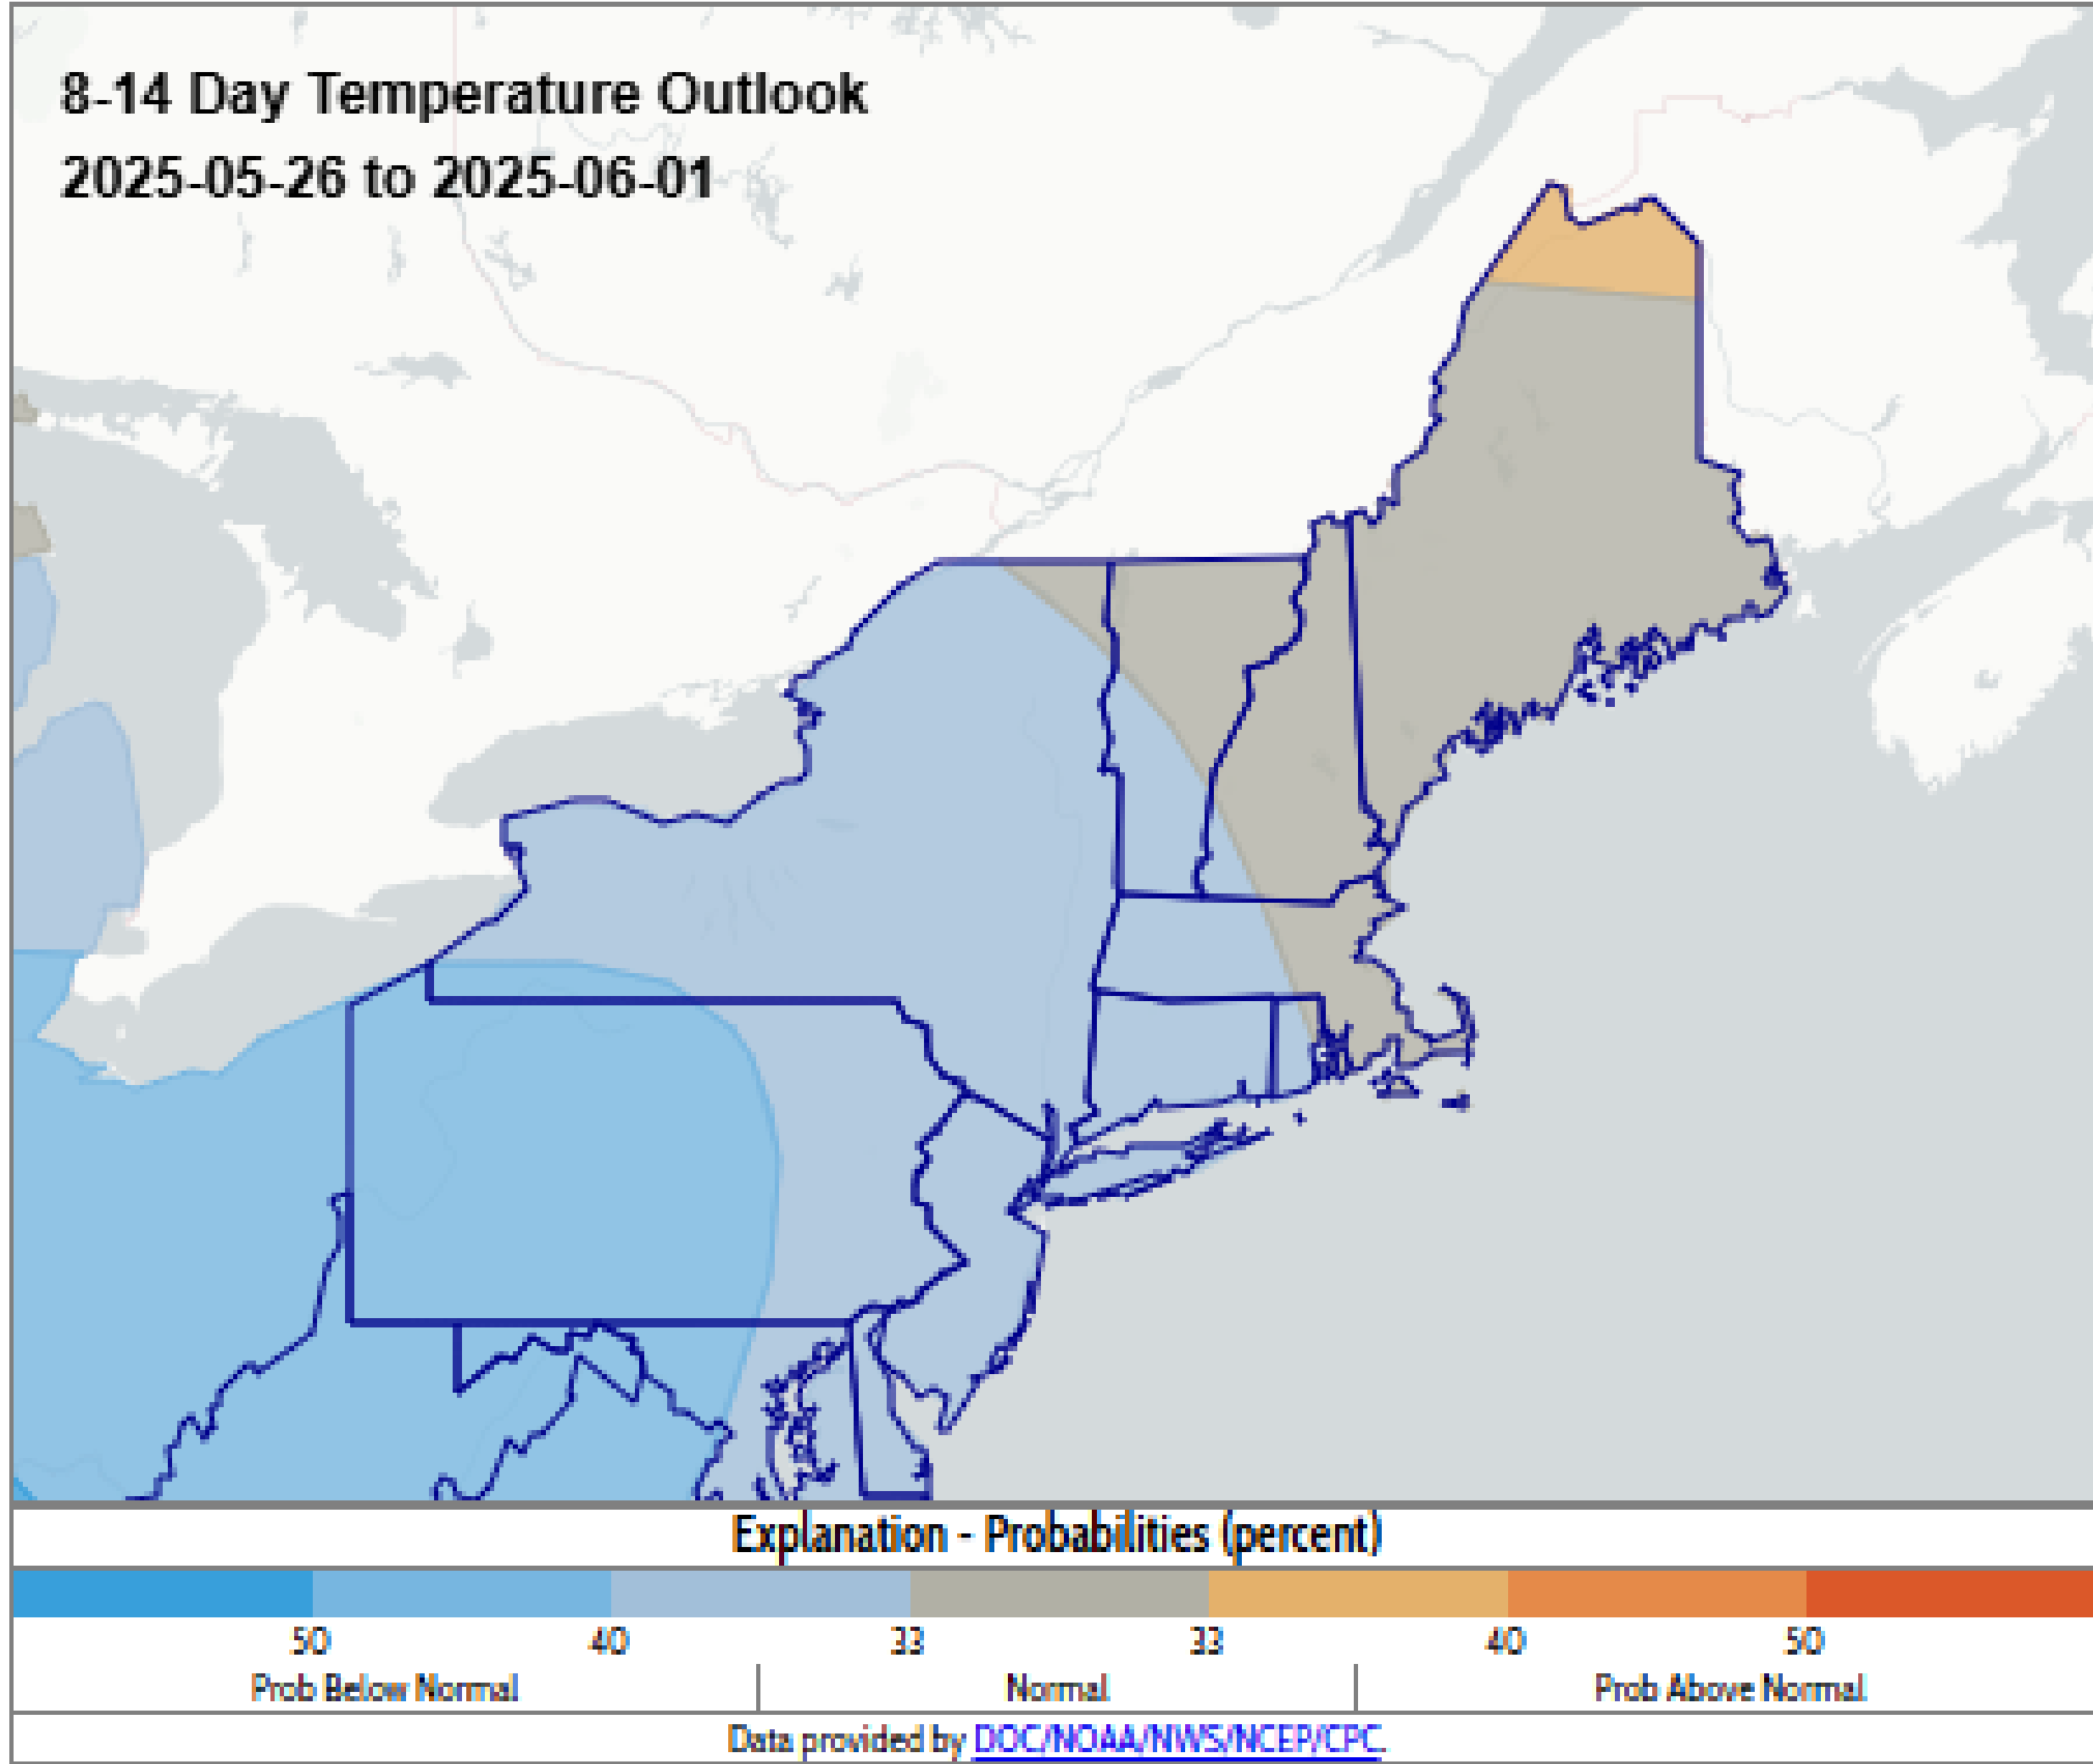 8-14 Day Temperature Outlook
2025-05-26 to 2025-06-01
Explanation - Probabilities (percent)
50 40 33 33 40 50
Prob Below Normal Normal Prob Above Normal
Data provided by DOC/NOAA/NWS/NCEP/CPC.